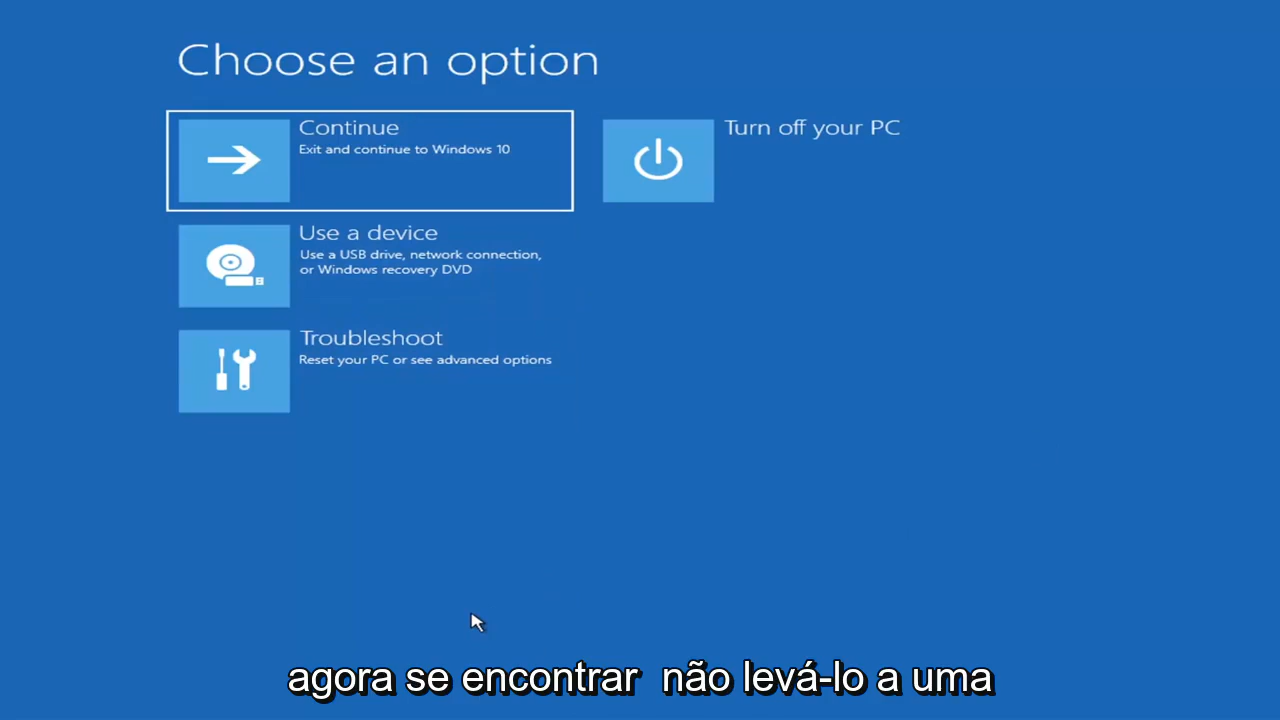 Choose an option
Continue
Exit and continue to Windows 10
Turn off your PC
Use a device
Use a USB drive, network connection,
or Windows recovery DVD
Troubleshoot
Reset your PC or see advanced options
agora se encontrar não levá-lo a uma